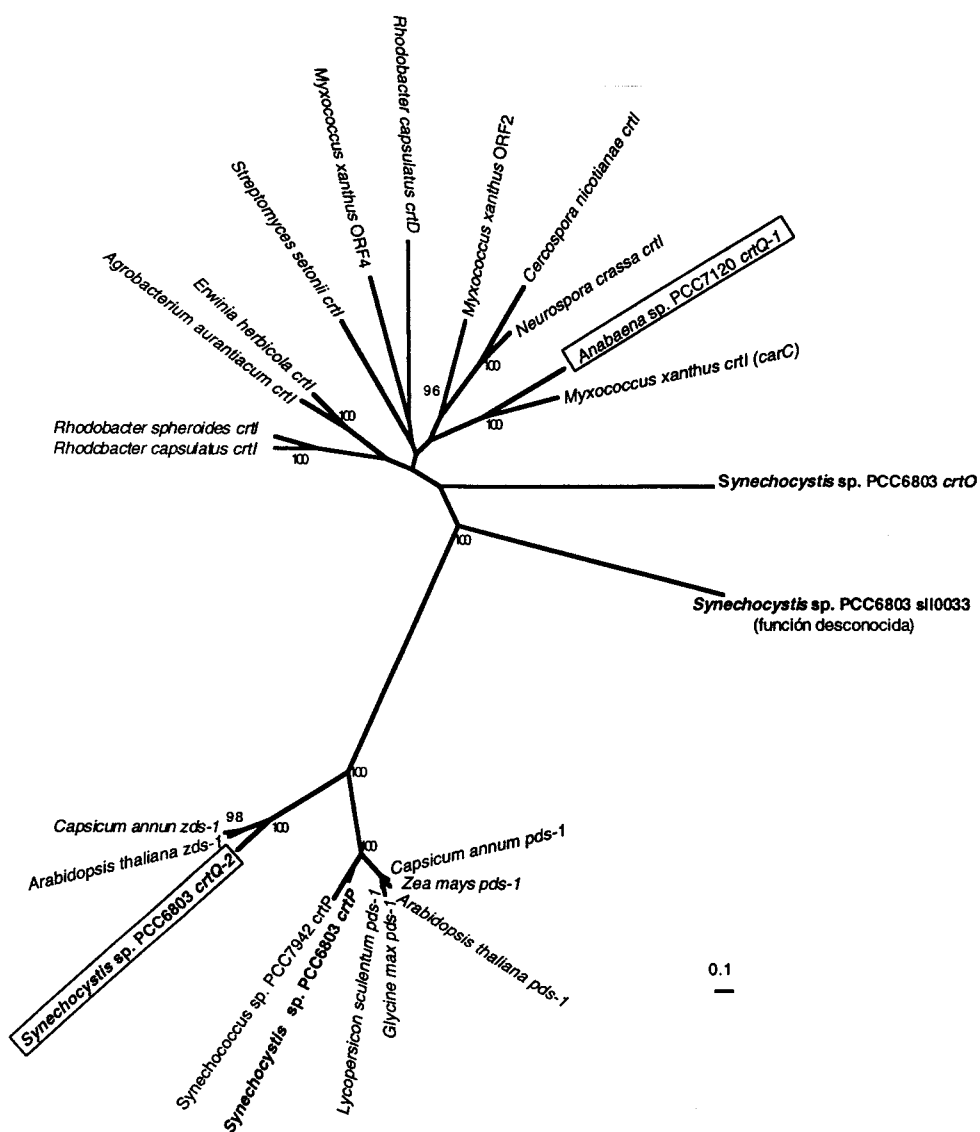 Rhodobacter capsulatus crtD
Myxococcus xanthus ORF4
Myxococcus xanthus ORF2
Cercospora nicotianae crtI
Streptomyces setonii crtI
Neurospora crassa crtI
Anabaena sp. PCC7120 crtQ-1
Erwinia herbicola crtI
Agrobacterium aurantiacum crtI
Myxococcus xanthus crtI (carC)
Rhodobacter spheroides crtI
Rhodobacter capsulatus crtI
96
100
100
100
100
Synechocystis sp. PCC6803 crtO
100
Synechocystis sp. PCC6803 sll0033
(función desconocida)
100
Capsicum annun zds-1
98
100
Arabidopsis thaliana zds-1
Synechocystis sp. PCC6803 crtQ-2
100
Capsicum annum pds-1
Zea mays pds-1
Arabidopsis thaliana pds-1
Glycine max pds-1
Lycopersicon sculentum pds-1
Synechocystis sp. PCC6803 crtP
Synechococcus sp. PCC7942 crtP
0.1